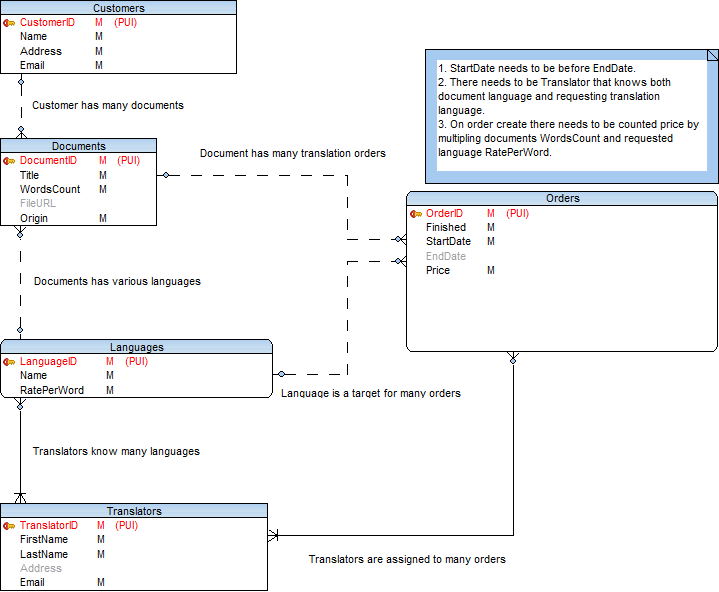 Customers
CustomerID M (PUI)
Name M
Address M
Email M
Customer has many documents
1. StartDate needs to be before EndDate.
2. There needs to be Translator that knows both
document language and requesting translation
language.
3. On order create there needs to be counted price by
multipling documents WordsCount and requested
language RatePerWord.
Documents
DocumentID M (PUI)
Title M
WordsCount M
FileURL
Origin M
Document has many translation orders
Orders
OrderID M (PUI)
Finished M
StartDate M
EndDate
Price M
Documents has various languages
Languages
LanguageID M (PUI)
Name M
RatePerWord M
Language is a target for many orders
Translators know many languages
Translators
TranslatorID M (PUI)
FirstName M
LastName M
Address
Email M
Translators are assigned to many orders